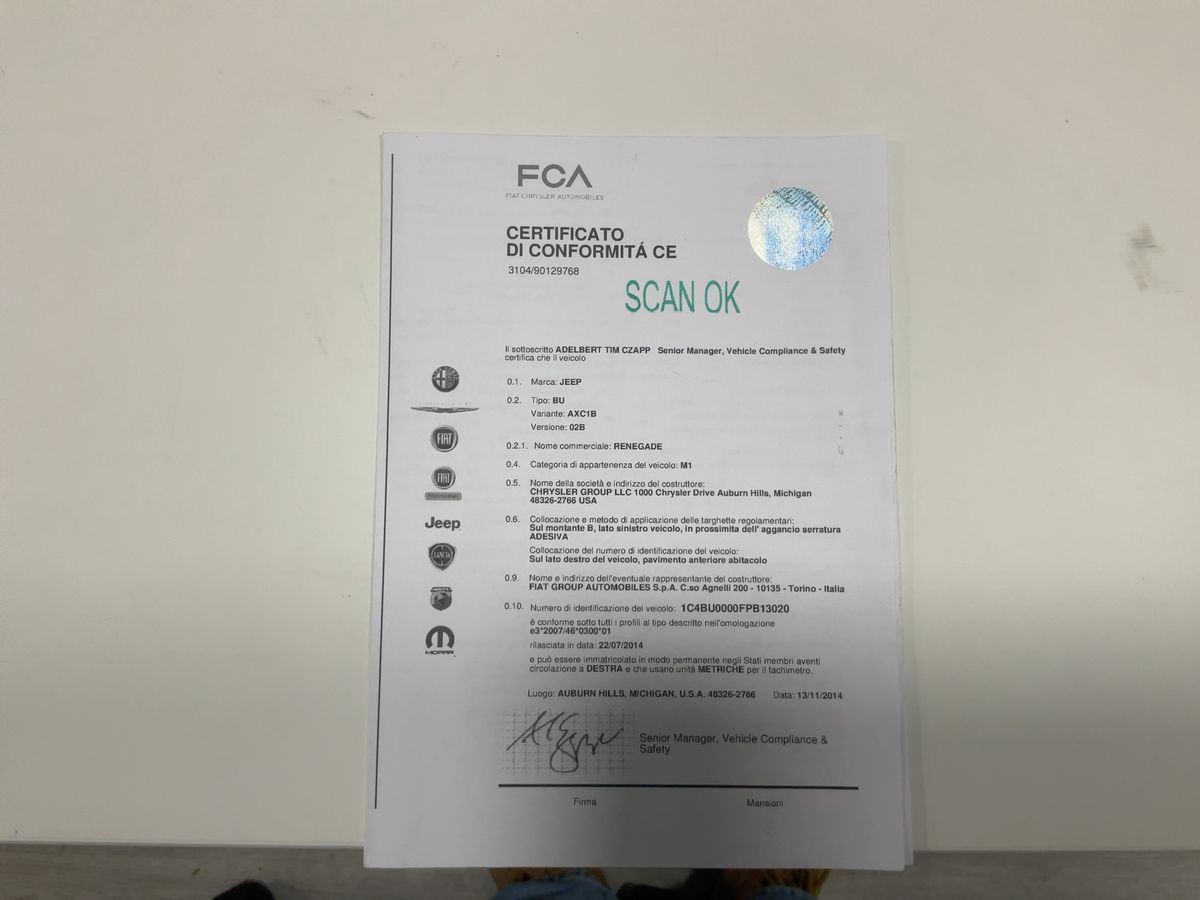 FCA
FIAT CHRYSLER AUTOMOBILES
CERTIFICATO
DI CONFORMITÁ CE
3104/90129768
SCAN OK
Il sottoscritto ADELBERT TIM CZAPP Senior Manager, Vehicle Compliance & Safety
certifica che il veicolo
0.1. Marca: JEEP
0.2. Tipo: BU
Variante: AXC1B
Versione: 02B
0.2.1. Nome commerciale: RENEGADE
0.4. Categoria di appartenenza del veicolo: M1
0.5. Nome della società e indirizzo del costruttore:
CHRYSLER GROUP LLC 1000 Chrysler Drive Auburn Hills, Michigan
48326-2766 USA
0.6. Collocazione e metodo di applicazione delle targhette regolamentari:
Sul montante B, lato sinistro veicolo, in prossimita dell' aggancio serratura
ADESIVA
Collocazione del numero di identificazione del veicolo:
Sul lato destro del veicolo, pavimento anteriore abitacolo
0.9. Nome e indirizzo dell'eventuale rappresentante del costruttore:
FIAT GROUP AUTOMOBILES S.p.A. C.so Agnelli 200 - 10135 - Torino - Italia
0.10. Numero di identificazione del veicolo: 1C4BU0000FPB13020
è conforme sotto tutti i profili al tipo descritto nell'omologazione
e3*2007/46*0300*01
rilasciata in data: 22/07/2014
e può essere immatricolato in modo permanente negli Stati membri aventi
circolazione a DESTRA e che usano unità METRICHE per il tachimetro.
Luogo: AUBURN HILLS, MICHIGAN, U.S.A. 48326-2766 Data: 13/11/2014
Senior Manager, Vehicle Compliance &
Safety
Firma Mansioni
FIAT
FIAT
PROFESSIONAL
Jeep
LANCIA
MOPAR